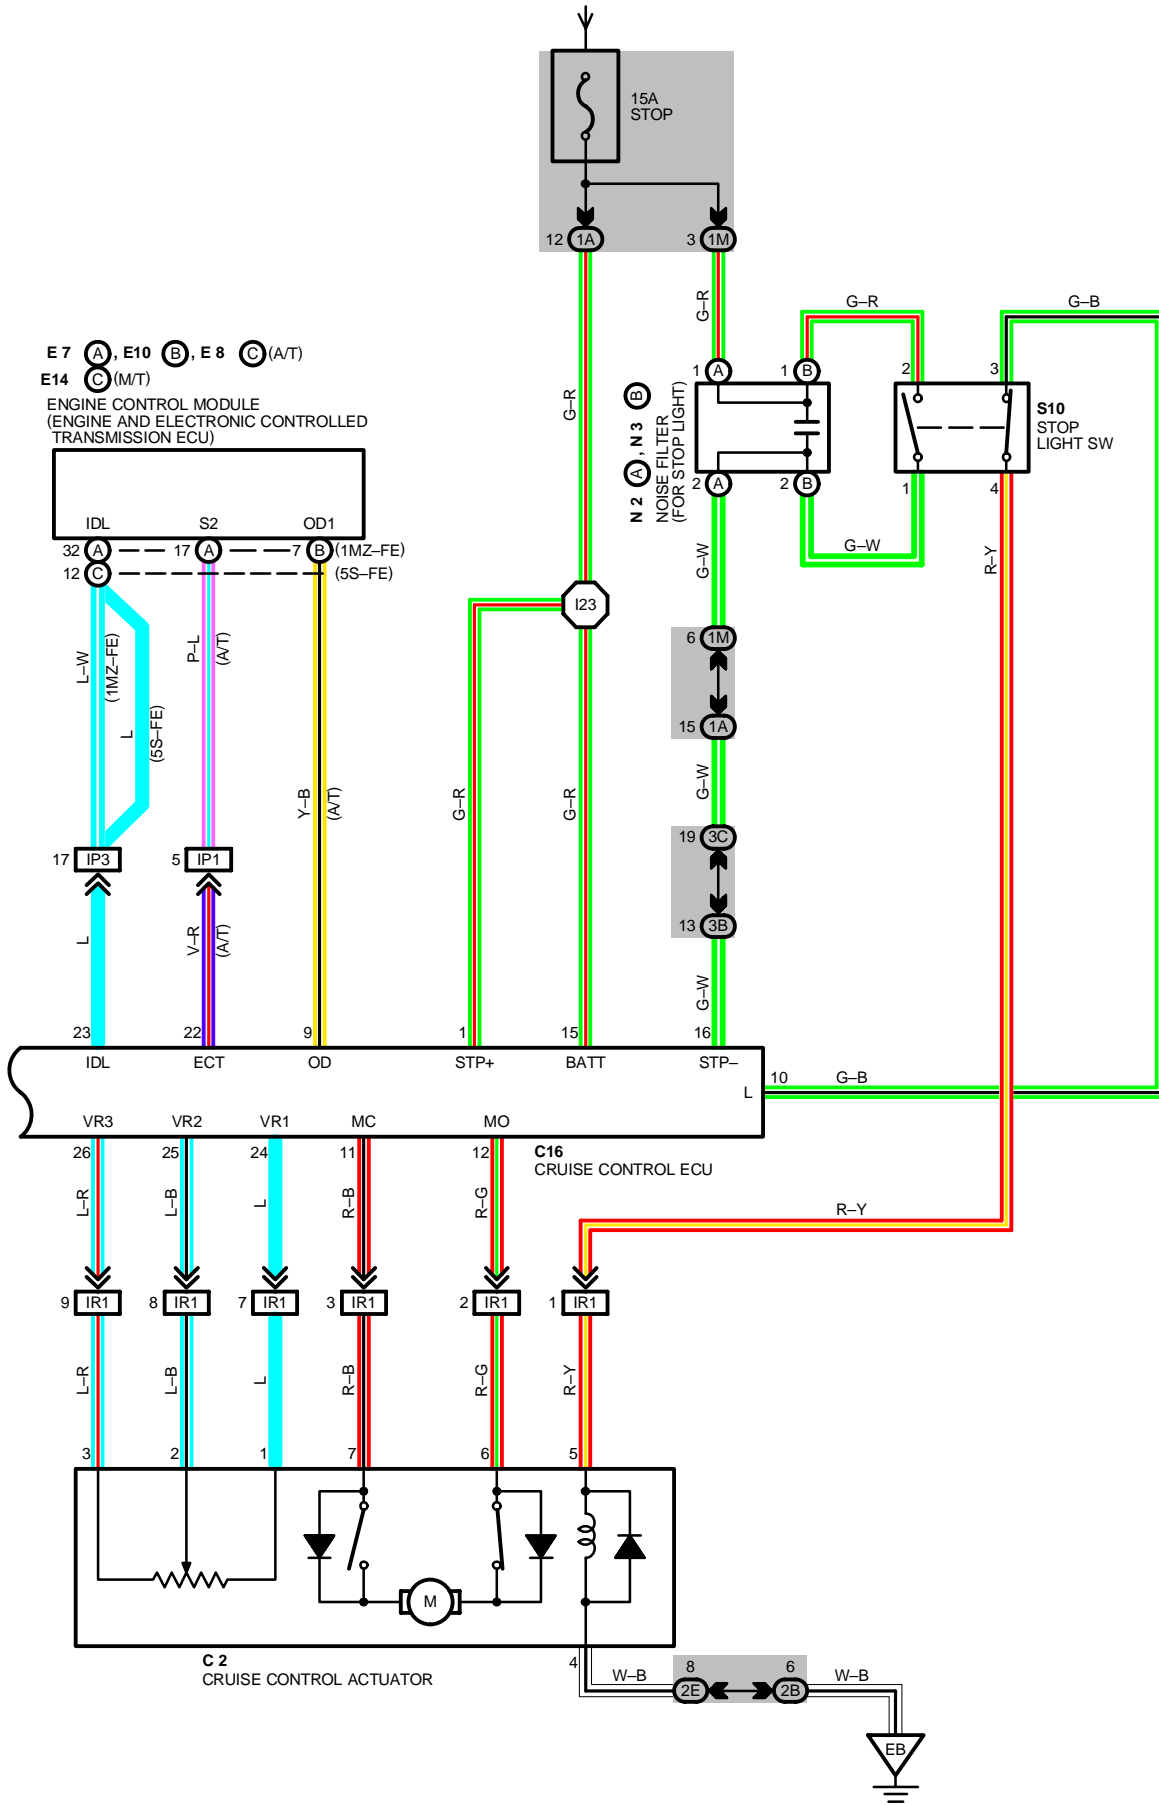 15A
STOP
12 1A
3 1M
G–R
G–R
G–B
E 7 A, E10 B, E 8 C (A/T)
E14 C (M/T)
ENGINE CONTROL MODULE
(ENGINE AND ELECTRONIC CONTROLLED
TRANSMISSION ECU)
1 A
1 B
2
3
G–R
N 2 A, N 3 B
NOISE FILTER
(FOR STOP LIGHT)
S10
STOP
LIGHT SW
2 A
2 B
1
4
IDL
S2
OD1
32 A
17 A
7 B (1MZ–FE)
12 C
(5S–FE)
G–W
G–W
R–Y
I23
L–W
(1MZ–FE)
L
(5S–FE)
P–L
(A/T)
6 1M
15 1A
Y–B
(A/T)
G–R
G–R
G–W
17 IP3
5 IP1
19 3C
13 3B
L
V–R
(A/T)
G–W
23
22
9
1
15
16
IDL
ECT
OD
STP+
BATT
STP–
10
G–B
L
VR3
VR2
VR1
MC
MO
26
25
24
11
12
C16
CRUISE CONTROL ECU
L–R
L–B
L
R–B
R–G
R–Y
9 IR1
8 IR1
7 IR1
3 IR1
2 IR1
1 IR1
L–R
L–B
L
R–B
R–G
R–Y
3
2
1
7
6
5
M
C 2
CRUISE CONTROL ACTUATOR
4
W–B
8
2E
6
2B
W–B
EB